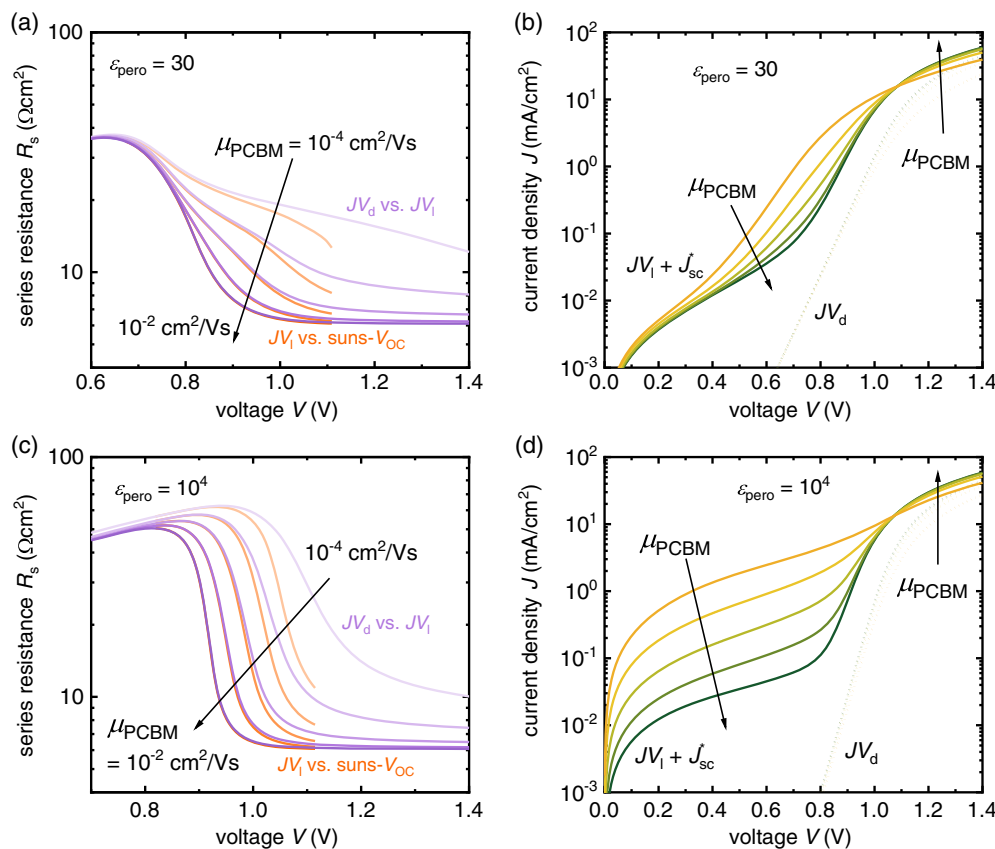 (a)
100
10
series resistance Rₛ (Ωcm²)
εpero = 30
μPCBM = 10⁻⁴ cm²/Vs
JVd vs. JVl
10⁻² cm²/Vs
JVl vs. suns-VOC
0.6 0.8 1.0 1.2 1.4
voltage V (V)
(b)
10²
10¹
10⁰
10⁻¹
10⁻²
10⁻³
current density J (mA/cm²)
εpero = 30
μPCBM
μPCBM
JVl + J*sc
JVd
0.0 0.2 0.4 0.6 0.8 1.0 1.2 1.4
voltage V (V)
(c)
100
10
series resistance Rₛ (Ωcm²)
εpero = 10⁴
10⁻⁴ cm²/Vs
JVd vs. JVl
μPCBM
= 10⁻² cm²/Vs
JVl vs. suns-VOC
0.8 1.0 1.2 1.4
voltage V (V)
(d)
10²
10¹
10⁰
10⁻¹
10⁻²
10⁻³
current density J (mA/cm²)
εpero = 10⁴
μPCBM
μPCBM
JVl + J*sc
JVd
0.0 0.2 0.4 0.6 0.8 1.0 1.2 1.4
voltage V (V)